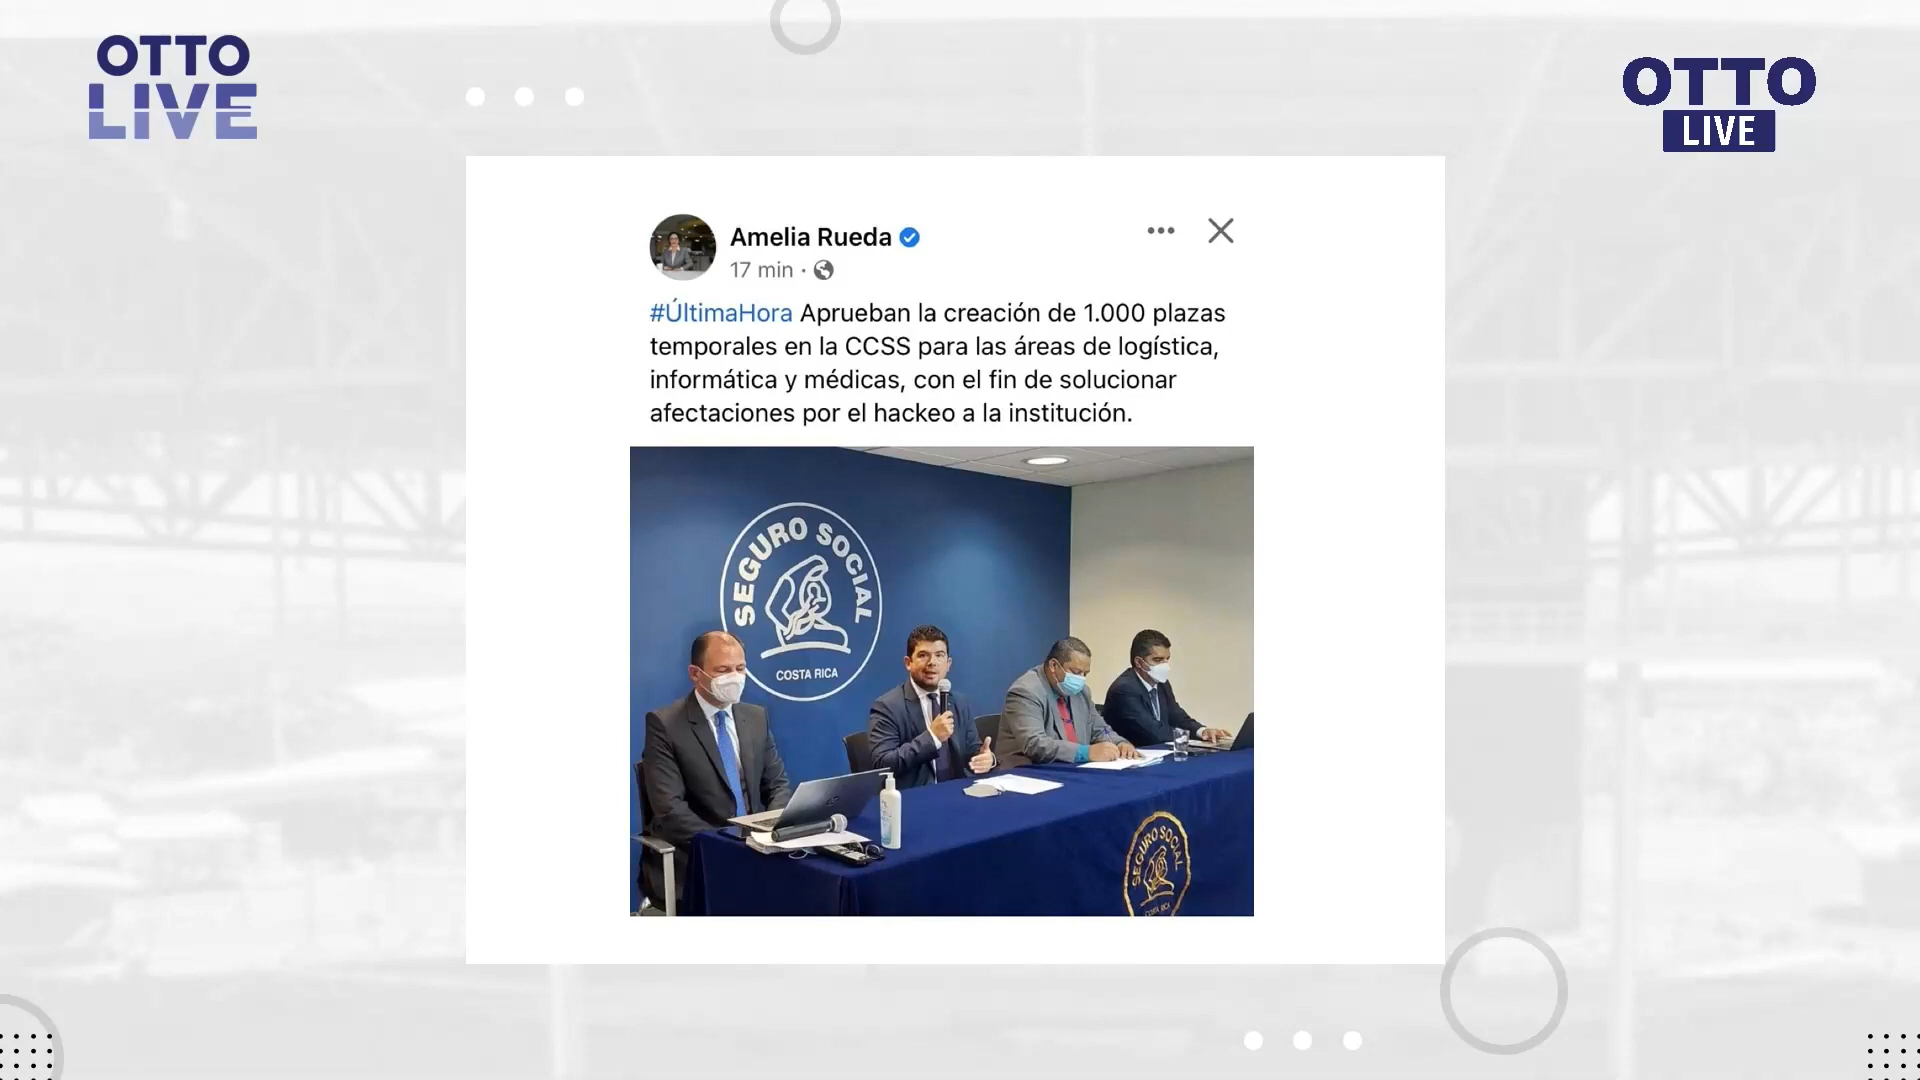 OTTO
LIVE
OTTO
LIVE
Amelia Rueda
17 min ·
#ÚltimaHora Aprueban la creación de 1.000 plazas
temporales en la CCSS para las áreas de logística,
informática y médicas, con el fin de solucionar
afectaciones por el hackeo a la institución.
SEGURO SOCIAL
COSTA RICA
SEGURO SOCIAL
COSTA RICA